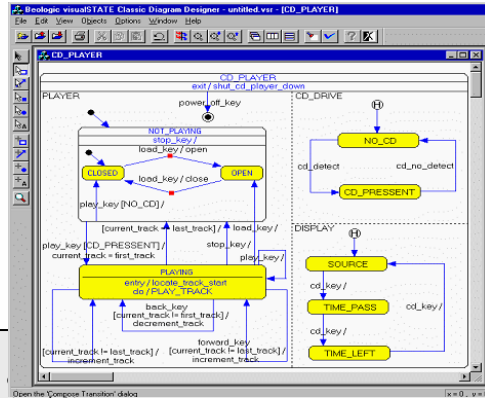 Beologic visualSTATE Classic Diagram Designer - untitled.vsr - [CD_PLAYER]
File Edit View Objects Options Window Help
CD_PLAYER
CD_PLAYER
exit / shut_cd_player_down
PLAYER
power_off_key
NOT_PLAYING
stop_key /
load_key / open
CLOSED
OPEN
load_key / close
play_key [NO_CD] /
[current_track = last_track] /
load_key /
play_key [CD_PRESSENT] /
current_track = first_track
stop_key /
play_key /
PLAYING
entry / locate_track_start
do / PLAY_TRACK
back_key
[current_track != first_track] /
decrement_track
[current_track != last_track] /
increment_track
forward_key
[current_track != last_track] /
increment_track
CD_DRIVE
H
NO_CD
cd_detect
cd_no_detect
CD_PRESSENT
DISPLAY
H
SOURCE
cd_key /
TIME_PASS
cd_key /
cd_key /
TIME_LEFT
Open the 'Compose Transition' dialog
x = 0 , y =